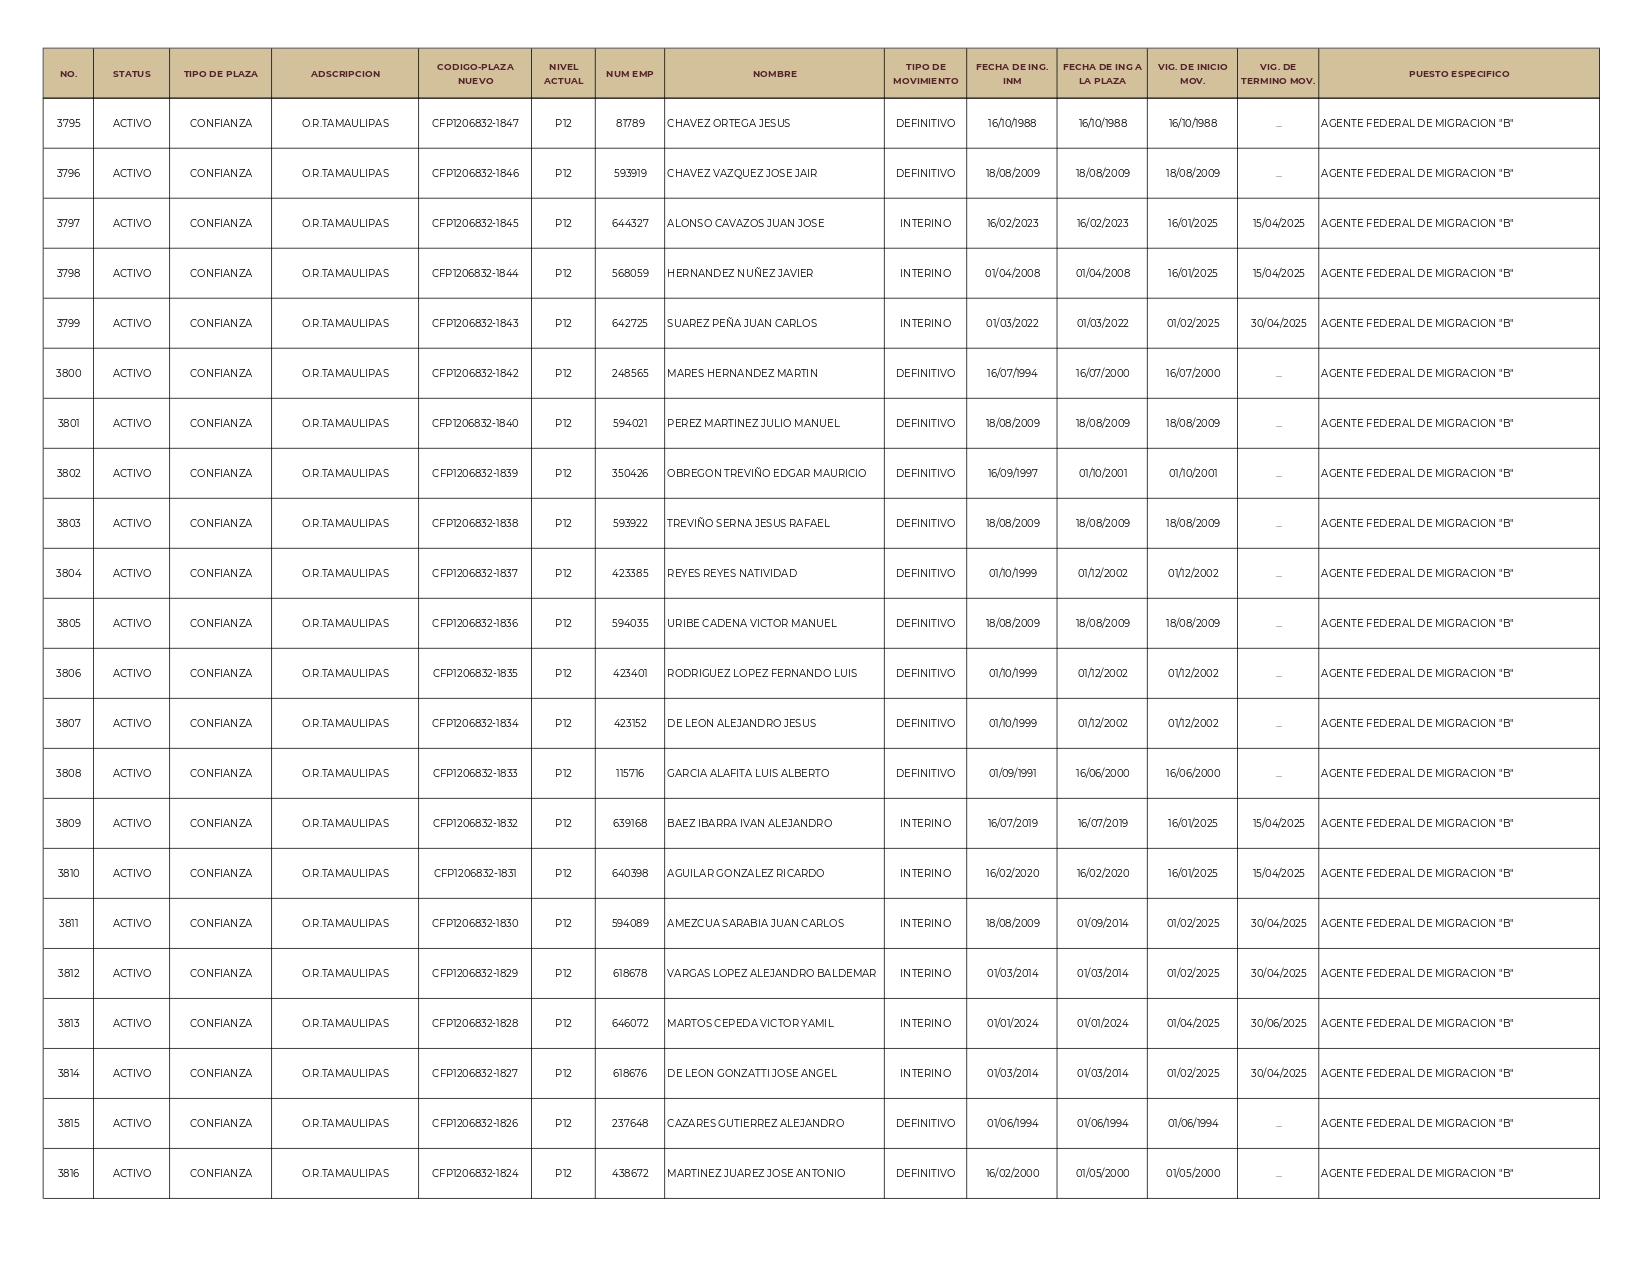 NO. STATUS TIPO DE PLAZA ADSCRIPCION CODIGO-PLAZA NUEVO NIVEL ACTUAL NUM EMP NOMBRE TIPO DE MOVIMIENTO FECHA DE ING. INM FECHA DE ING A LA PLAZA VIG. DE INICIO MOV. VIG. DE TERMINO MOV. PUESTO ESPECIFICO
3795 ACTIVO CONFIANZA O.R.TAMAULIPAS CFP1206832-1847 P12 81789 CHAVEZ ORTEGA JESUS DEFINITIVO 16/10/1988 16/10/1988 16/10/1988 ... AGENTE FEDERAL DE MIGRACION "B"
3796 ACTIVO CONFIANZA O.R.TAMAULIPAS CFP1206832-1846 P12 593919 CHAVEZ VAZQUEZ JOSE JAIR DEFINITIVO 18/08/2009 18/08/2009 18/08/2009 ... AGENTE FEDERAL DE MIGRACION "B"
3797 ACTIVO CONFIANZA O.R.TAMAULIPAS CFP1206832-1845 P12 644327 ALONSO CAVAZOS JUAN JOSE INTERINO 16/02/2023 16/02/2023 16/01/2025 15/04/2025 AGENTE FEDERAL DE MIGRACION "B"
3798 ACTIVO CONFIANZA O.R.TAMAULIPAS CFP1206832-1844 P12 568059 HERNANDEZ NUÑEZ JAVIER INTERINO 01/04/2008 01/04/2008 16/01/2025 15/04/2025 AGENTE FEDERAL DE MIGRACION "B"
3799 ACTIVO CONFIANZA O.R.TAMAULIPAS CFP1206832-1843 P12 642725 SUAREZ PEÑA JUAN CARLOS INTERINO 01/03/2022 01/03/2022 01/02/2025 30/04/2025 AGENTE FEDERAL DE MIGRACION "B"
3800 ACTIVO CONFIANZA O.R.TAMAULIPAS CFP1206832-1842 P12 248565 MARES HERNANDEZ MARTIN DEFINITIVO 16/07/1994 16/07/2000 16/07/2000 ... AGENTE FEDERAL DE MIGRACION "B"
3801 ACTIVO CONFIANZA O.R.TAMAULIPAS CFP1206832-1840 P12 594021 PEREZ MARTINEZ JULIO MANUEL DEFINITIVO 18/08/2009 18/08/2009 18/08/2009 ... AGENTE FEDERAL DE MIGRACION "B"
3802 ACTIVO CONFIANZA O.R.TAMAULIPAS CFP1206832-1839 P12 350426 OBREGON TREVIÑO EDGAR MAURICIO DEFINITIVO 16/09/1997 01/10/2001 01/10/2001 ... AGENTE FEDERAL DE MIGRACION "B"
3803 ACTIVO CONFIANZA O.R.TAMAULIPAS CFP1206832-1838 P12 593922 TREVIÑO SERNA JESUS RAFAEL DEFINITIVO 18/08/2009 18/08/2009 18/08/2009 ... AGENTE FEDERAL DE MIGRACION "B"
3804 ACTIVO CONFIANZA O.R.TAMAULIPAS CFP1206832-1837 P12 423385 REYES REYES NATIVIDAD DEFINITIVO 01/10/1999 01/12/2002 01/12/2002 ... AGENTE FEDERAL DE MIGRACION "B"
3805 ACTIVO CONFIANZA O.R.TAMAULIPAS CFP1206832-1836 P12 594035 URIBE CADENA VICTOR MANUEL DEFINITIVO 18/08/2009 18/08/2009 18/08/2009 ... AGENTE FEDERAL DE MIGRACION "B"
3806 ACTIVO CONFIANZA O.R.TAMAULIPAS CFP1206832-1835 P12 423401 RODRIGUEZ LOPEZ FERNANDO LUIS DEFINITIVO 01/10/1999 01/12/2002 01/12/2002 ... AGENTE FEDERAL DE MIGRACION "B"
3807 ACTIVO CONFIANZA O.R.TAMAULIPAS CFP1206832-1834 P12 423152 DE LEON ALEJANDRO JESUS DEFINITIVO 01/10/1999 01/12/2002 01/12/2002 ... AGENTE FEDERAL DE MIGRACION "B"
3808 ACTIVO CONFIANZA O.R.TAMAULIPAS CFP1206832-1833 P12 115716 GARCIA ALAFITA LUIS ALBERTO DEFINITIVO 01/09/1991 16/06/2000 16/06/2000 ... AGENTE FEDERAL DE MIGRACION "B"
3809 ACTIVO CONFIANZA O.R.TAMAULIPAS CFP1206832-1832 P12 639168 BAEZ IBARRA IVAN ALEJANDRO INTERINO 16/07/2019 16/07/2019 16/01/2025 15/04/2025 AGENTE FEDERAL DE MIGRACION "B"
3810 ACTIVO CONFIANZA O.R.TAMAULIPAS CFP1206832-1831 P12 640398 AGUILAR GONZALEZ RICARDO INTERINO 16/02/2020 16/02/2020 16/01/2025 15/04/2025 AGENTE FEDERAL DE MIGRACION "B"
3811 ACTIVO CONFIANZA O.R.TAMAULIPAS CFP1206832-1830 P12 594089 AMEZCUA SARABIA JUAN CARLOS INTERINO 18/08/2009 01/09/2014 01/02/2025 30/04/2025 AGENTE FEDERAL DE MIGRACION "B"
3812 ACTIVO CONFIANZA O.R.TAMAULIPAS CFP1206832-1829 P12 618678 VARGAS LOPEZ ALEJANDRO BALDEMAR INTERINO 01/03/2014 01/03/2014 01/02/2025 30/04/2025 AGENTE FEDERAL DE MIGRACION "B"
3813 ACTIVO CONFIANZA O.R.TAMAULIPAS CFP1206832-1828 P12 646072 MARTOS CEPEDA VICTOR YAMIL INTERINO 01/01/2024 01/01/2024 01/04/2025 30/06/2025 AGENTE FEDERAL DE MIGRACION "B"
3814 ACTIVO CONFIANZA O.R.TAMAULIPAS CFP1206832-1827 P12 618676 DE LEON GONZATTI JOSE ANGEL INTERINO 01/03/2014 01/03/2014 01/02/2025 30/04/2025 AGENTE FEDERAL DE MIGRACION "B"
3815 ACTIVO CONFIANZA O.R.TAMAULIPAS CFP1206832-1826 P12 237648 CAZARES GUTIERREZ ALEJANDRO DEFINITIVO 01/06/1994 01/06/1994 01/06/1994 ... AGENTE FEDERAL DE MIGRACION "B"
3816 ACTIVO CONFIANZA O.R.TAMAULIPAS CFP1206832-1824 P12 438672 MARTINEZ JUAREZ JOSE ANTONIO DEFINITIVO 16/02/2000 01/05/2000 01/05/2000 ... AGENTE FEDERAL DE MIGRACION "B"